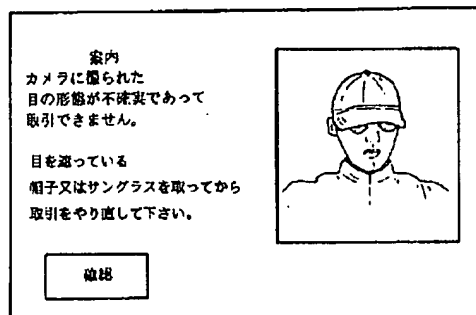 案内
カメラに撮られた
目の形態が不確実であって
取引できません。
目を遮っている
帽子又はサングラスを取ってから
取引をやり直して下さい。
確認